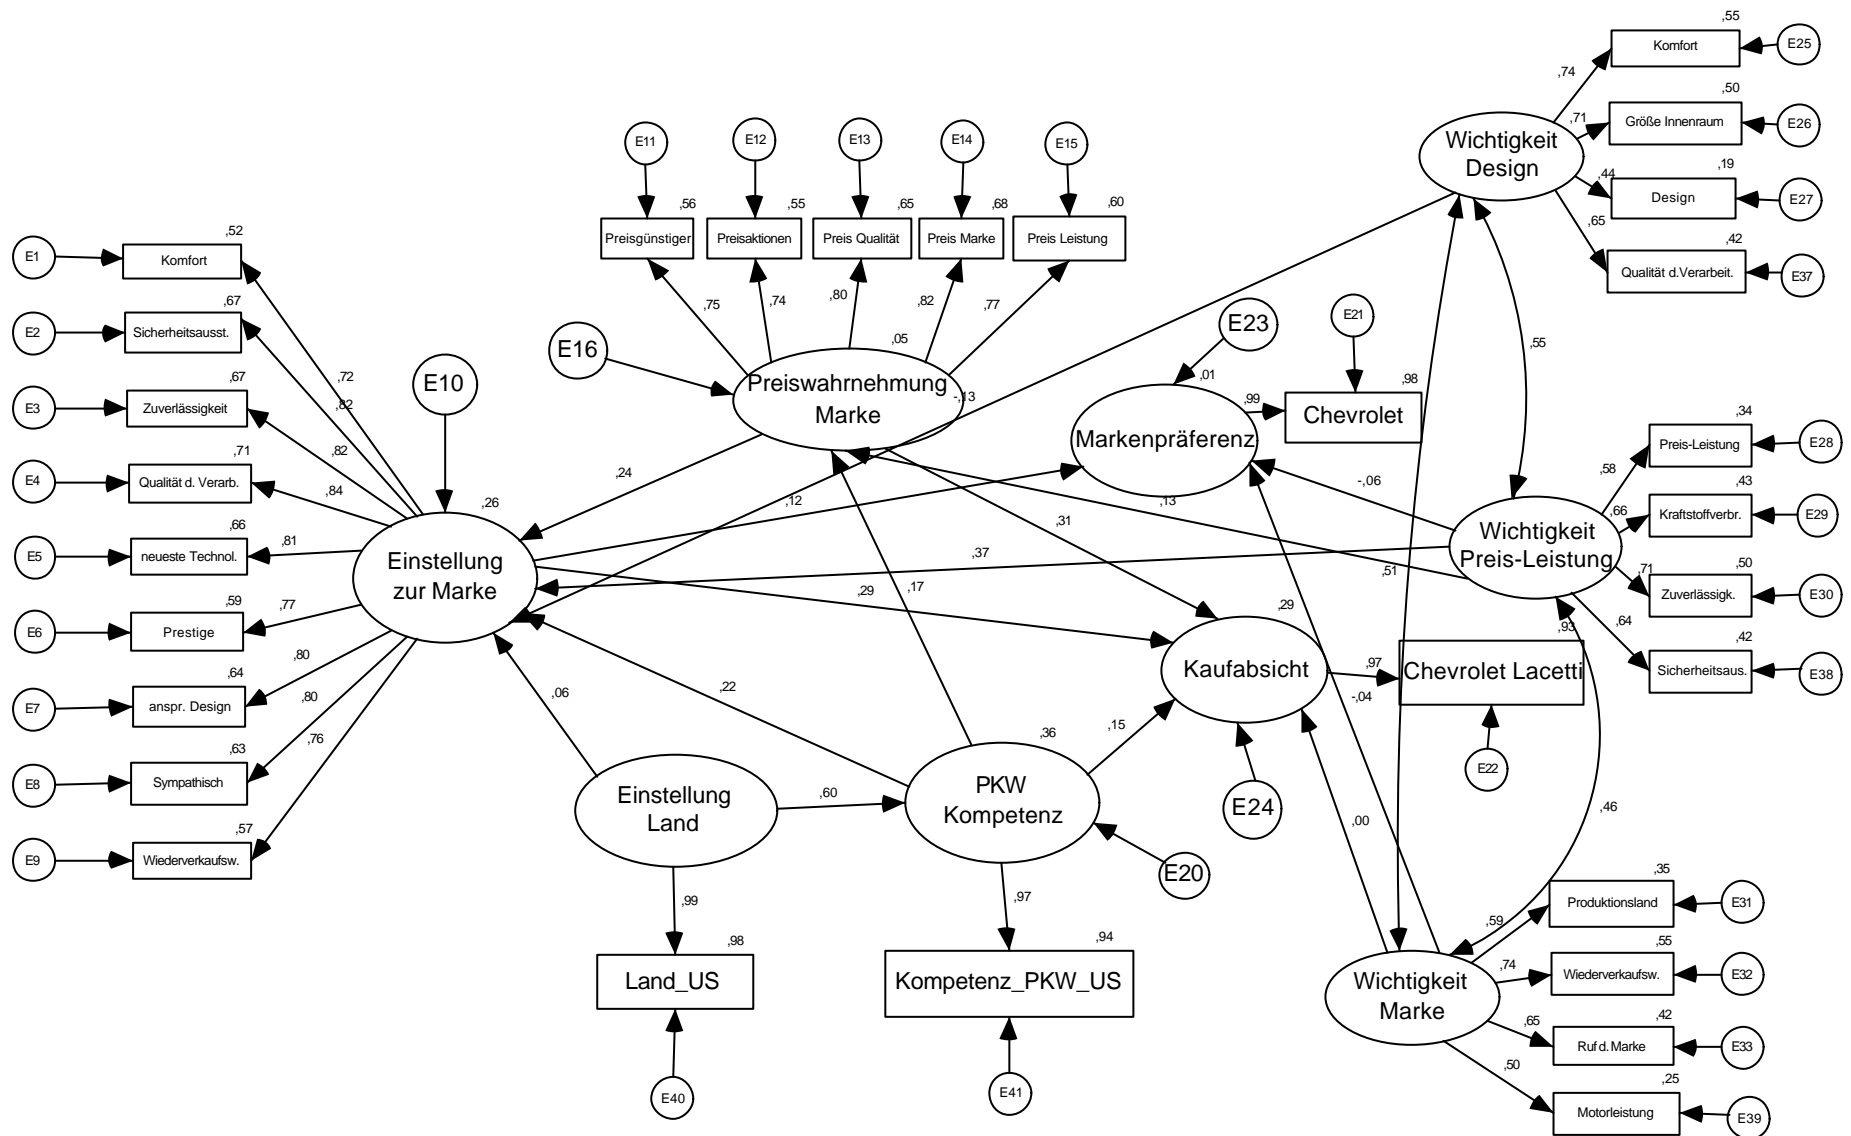 ,55
Komfort
E25
,74
,50
Größe Innenraum
E26
,71
Wichtigkeit
Design
,19
Design
E27
,44
,65
,42
Qualität d.Verarbeit.
E37
E11
E12
E13
E14
E15
,56
,55
,65
,68
,60
Preisgünstiger
Preisaktionen
Preis Qualität
Preis Marke
Preis Leistung
,75
,74
,80
,82
,77
E1
,52
Komfort
E2
,67
Sicherheitsausst.
E3
,67
Zuverlässigkeit
E4
,71
Qualität d. Verarb.
E5
,66
neueste Technol.
E6
,59
Prestige
E7
,64
anspr. Design
E8
,63
Sympathisch
E9
,57
Wiederverkaufsw.
,72
,82
,82
,84
,81
,77
,80
,80
,76
E10
,26
Einstellung
zur Marke
E16
,05
Preiswahrnehmung
Marke
-,13
E23
,01
Markenpräferenz
,99
E21
,98
Chevrolet
,55
,24
,12
,13
-,06
,31
,37
,29
,17
,51
,34
Preis-Leistung
E28
,58
,43
Kraftstoffverbr.
E29
,66
Wichtigkeit
Preis-Leistung
,50
Zuverlässigk.
E30
,71
,64
,42
Sicherheitsaus.
E38
,29
Kaufabsicht
,97
,93
Chevrolet Lacetti
E22
-,04
,06
,22
,15
E24
Einstellung
Land
,60
,36
PKW
Kompetenz
E20
,00
,46
,99
,98
Land_US
E40
,97
,94
Kompetenz_PKW_US
E41
Wichtigkeit
Marke
,59
,35
Produktionsland
E31
,74
,55
Wiederverkaufsw.
E32
,65
,42
Ruf d. Marke
E33
,50
,25
Motorleistung
E39